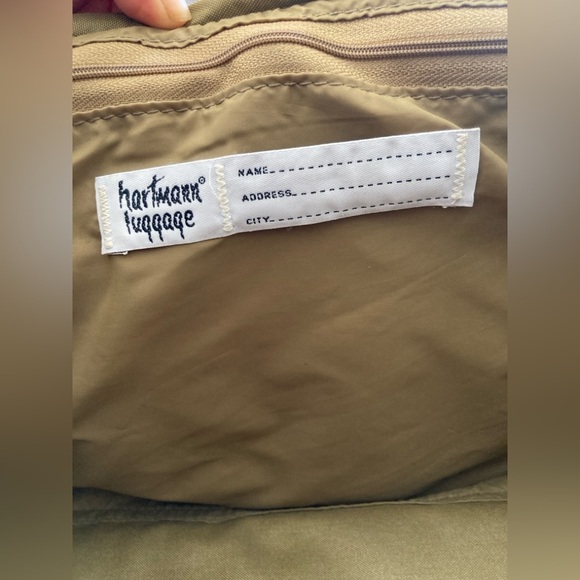 hartmann®
luggage
NAME
ADDRESS
CITY